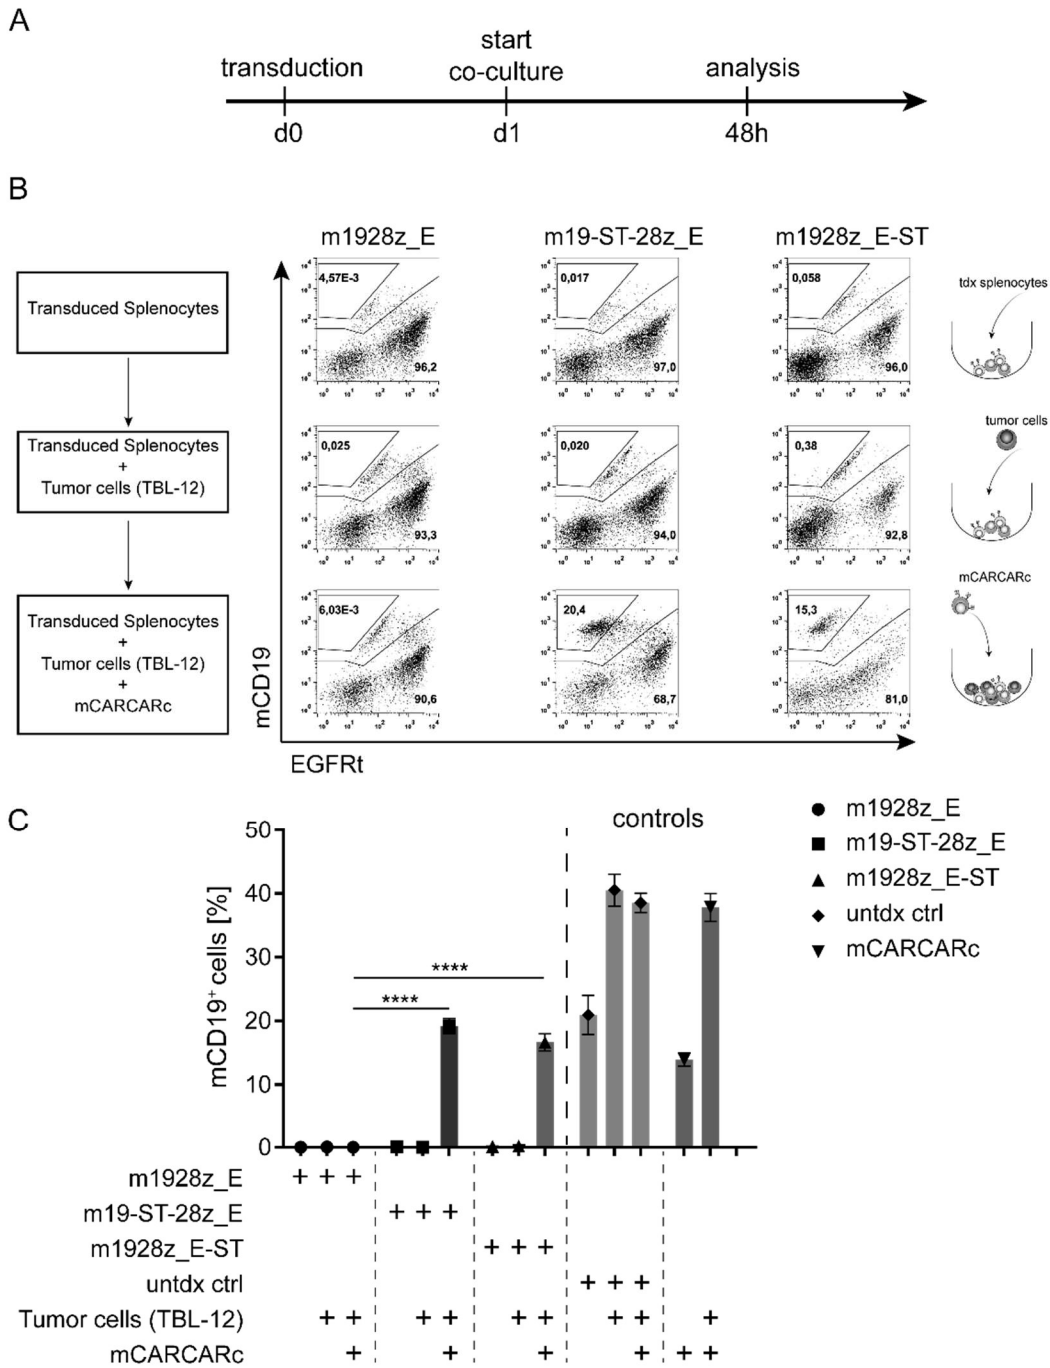 A
transduction
start
co-culture
analysis
d0
d1
48h
B
m1928z_E
m19-ST-28z_E
m1928z_E-ST
Transduced Splenocytes
4,57E-3
96,2
0,017
97,0
0,058
96,0
tdx splenocytes
Transduced Splenocytes
+
Tumor cells (TBL-12)
0,025
93,3
0,020
94,0
0,38
92,8
tumor cells
Transduced Splenocytes
+
Tumor cells (TBL-12)
+
mCARCARc
6,03E-3
90,6
20,4
68,7
15,3
81,0
mCARCARc
mCD19
EGFRt
C
controls
mCD19+ cells [%]
50
40
30
20
10
0
****
****
m1928z_E
m19-ST-28z_E
m1928z_E-ST
untdx ctrl
mCARCARc
m1928z_E + + +
m19-ST-28z_E + + +
m1928z_E-ST + + +
untdx ctrl + + +
Tumor cells (TBL-12) + + + + + + + + +
mCARCARc + + + + + +